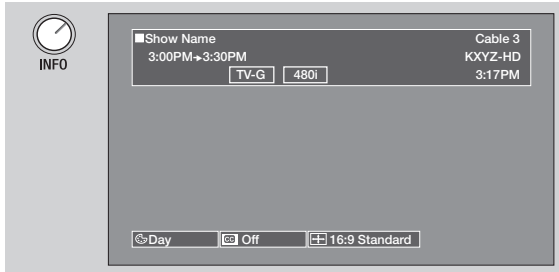 INFO
■Show Name Cable 3
3:00PM→3:30PM KXYZ-HD
TV-G 480i 3:17PM
Day CC Off 16:9 Standard